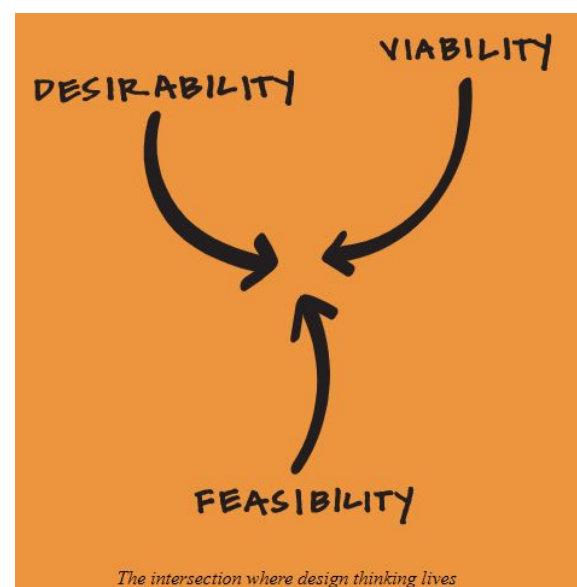 VIABILITY
DESIRABILITY
FEASIBILITY
The intersection where design thinking lives